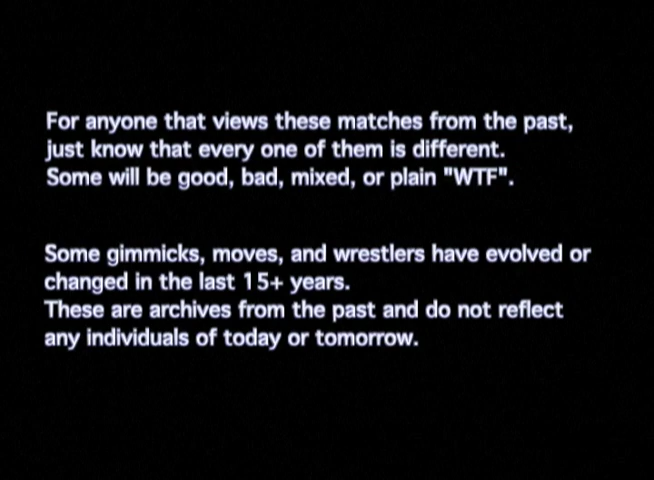 For anyone that views these matches from the past,
just know that every one of them is different.
Some will be good, bad, mixed, or plain "WTF".
Some gimmicks, moves, and wrestlers have evolved or
changed in the last 15+ years.
These are archives from the past and do not reflect
any individuals of today or tomorrow.